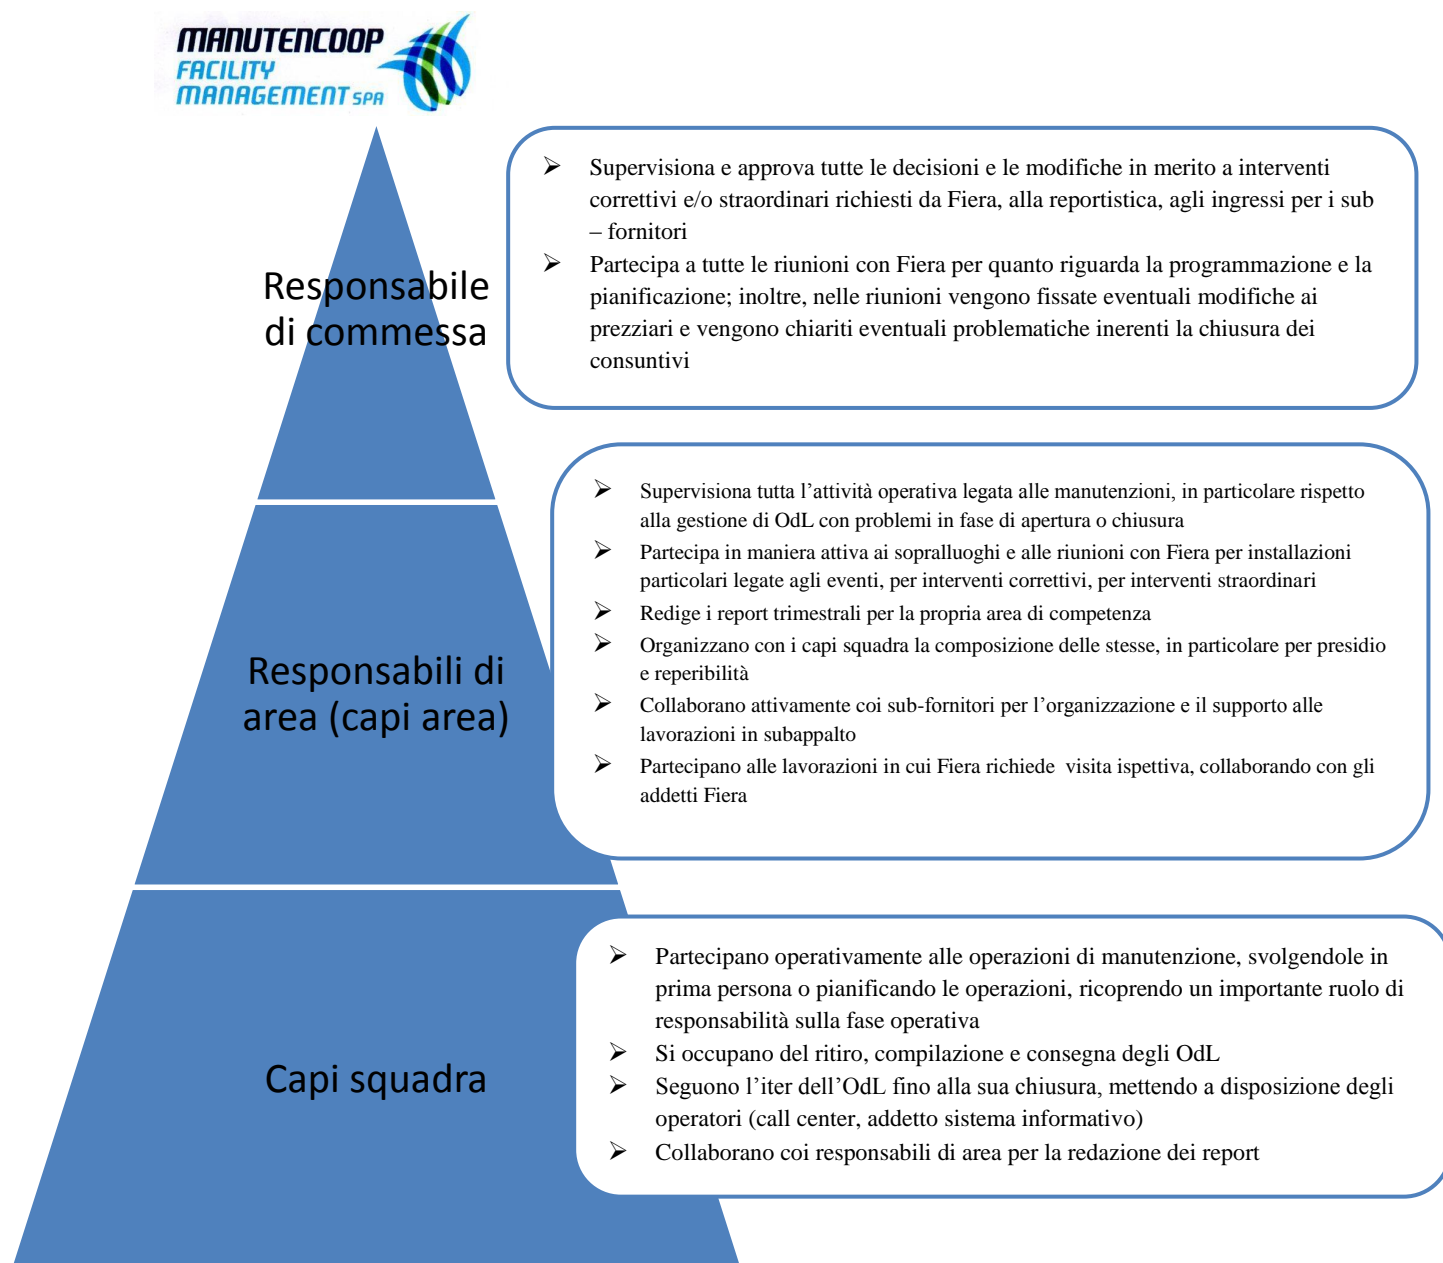 MANUTENCOOP
FACILITY
MANAGEMENT SPA
Responsabile
di commessa
➢ Supervisiona e approva tutte le decisioni e le modifiche in merito a interventi
correttivi e/o straordinari richiesti da Fiera, alla reportistica, agli ingressi per i sub
– fornitori
➢ Partecipa a tutte le riunioni con Fiera per quanto riguarda la programmazione e la
pianificazione; inoltre, nelle riunioni vengono fissate eventuali modifiche ai
prezziari e vengono chiariti eventuali problematiche inerenti la chiusura dei
consuntivi
Responsabili di
area (capi area)
➢ Supervisiona tutta l’attività operativa legata alle manutenzioni, in particolare rispetto
alla gestione di OdL con problemi in fase di apertura o chiusura
➢ Partecipa in maniera attiva ai sopralluoghi e alle riunioni con Fiera per installazioni
particolari legate agli eventi, per interventi correttivi, per interventi straordinari
➢ Redige i report trimestrali per la propria area di competenza
➢ Organizzano con i capi squadra la composizione delle stesse, in particolare per presidio
e reperibilità
➢ Collaborano attivamente coi sub-fornitori per l’organizzazione e il supporto alle
lavorazioni in subappalto
➢ Partecipano alle lavorazioni in cui Fiera richiede visita ispettiva, collaborando con gli
addetti Fiera
Capi squadra
➢ Partecipano operativamente alle operazioni di manutenzione, svolgendole in
prima persona o pianificando le operazioni, ricoprendo un importante ruolo di
responsabilità sulla fase operativa
➢ Si occupano del ritiro, compilazione e consegna degli OdL
➢ Seguono l’iter dell’OdL fino alla sua chiusura, mettendo a disposizione degli
operatori (call center, addetto sistema informativo)
➢ Collaborano coi responsabili di area per la redazione dei report